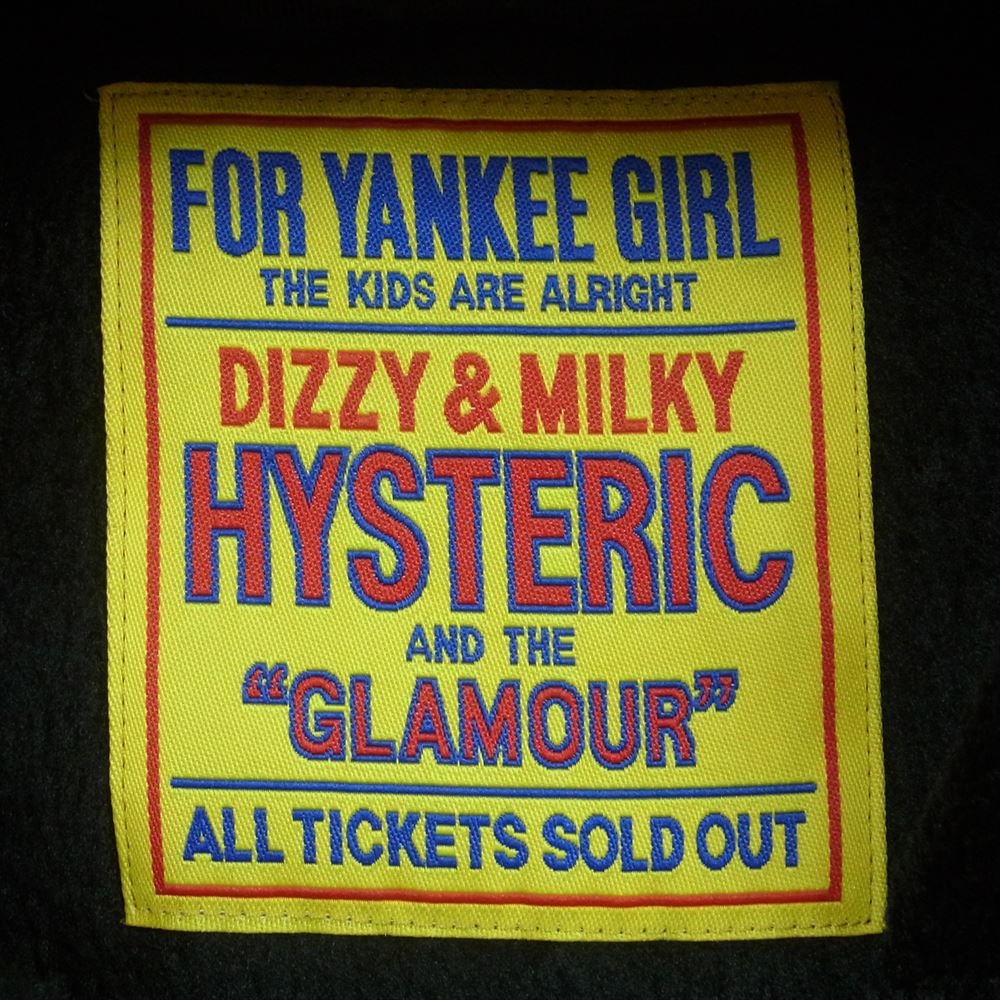 FOR YANKEE GIRL
THE KIDS ARE ALRIGHT
DIZZY & MILKY
HYSTERIC
AND THE
“GLAMOUR”
ALL TICKETS SOLD OUT